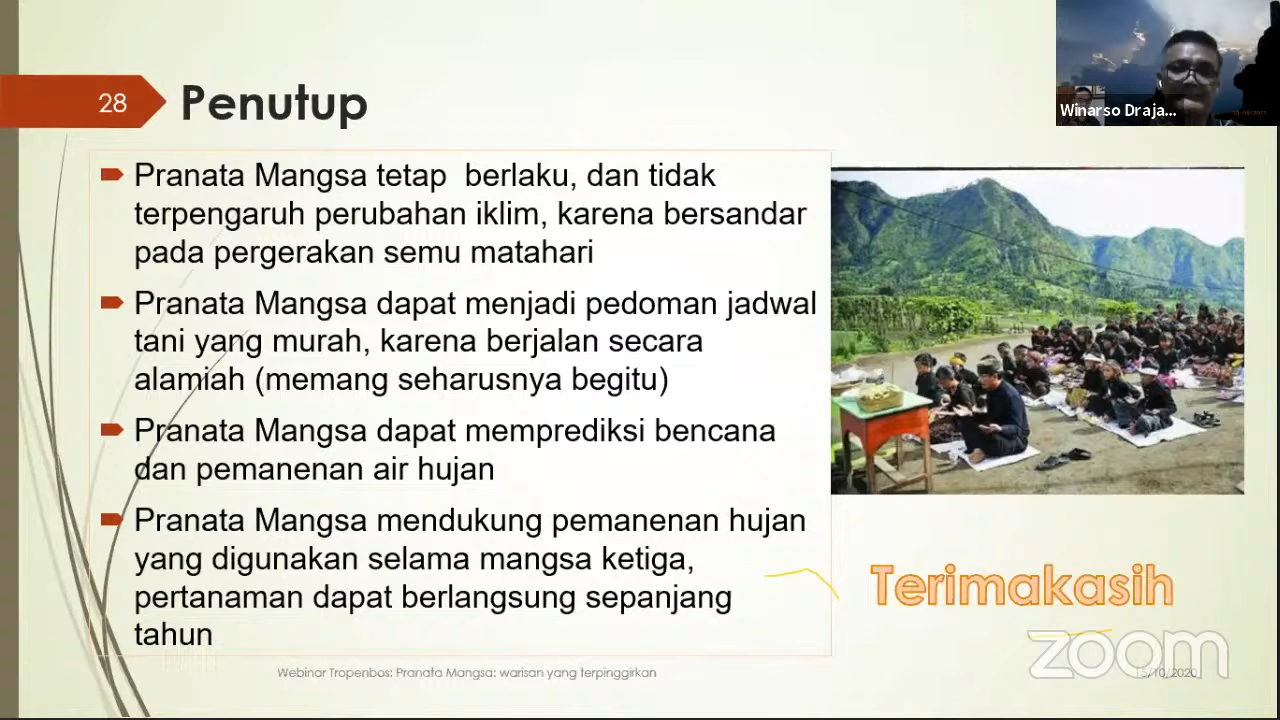 Winarso Draja...
28
Penutup
Pranata Mangsa tetap berlaku, dan tidak
terpengaruh perubahan iklim, karena bersandar
pada pergerakan semu matahari
Pranata Mangsa dapat menjadi pedoman jadwal
tani yang murah, karena berjalan secara
alamiah (memang seharusnya begitu)
Pranata Mangsa dapat memprediksi bencana
dan pemanenan air hujan
Pranata Mangsa mendukung pemanenan hujan
yang digunakan selama mangsa ketiga,
pertanaman dapat berlangsung sepanjang
tahun
Terimakasih
zoom
Webinar Tropenbos: Pranata Mangsa: warisan yang terpinggirkan
15/10/2020